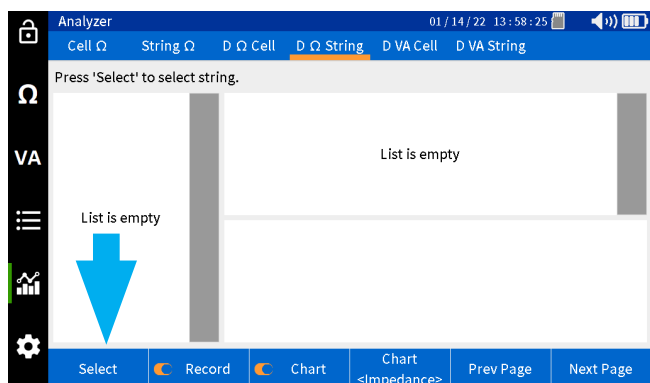 Analyzer 01/14/22 13:58:25
Cell Ω String Ω D Ω Cell D Ω String D VA Cell D VA String
Press 'Select' to select string.
Ω
VA
List is empty
List is empty
Select Record Chart Chart <Impedance> Prev Page Next Page